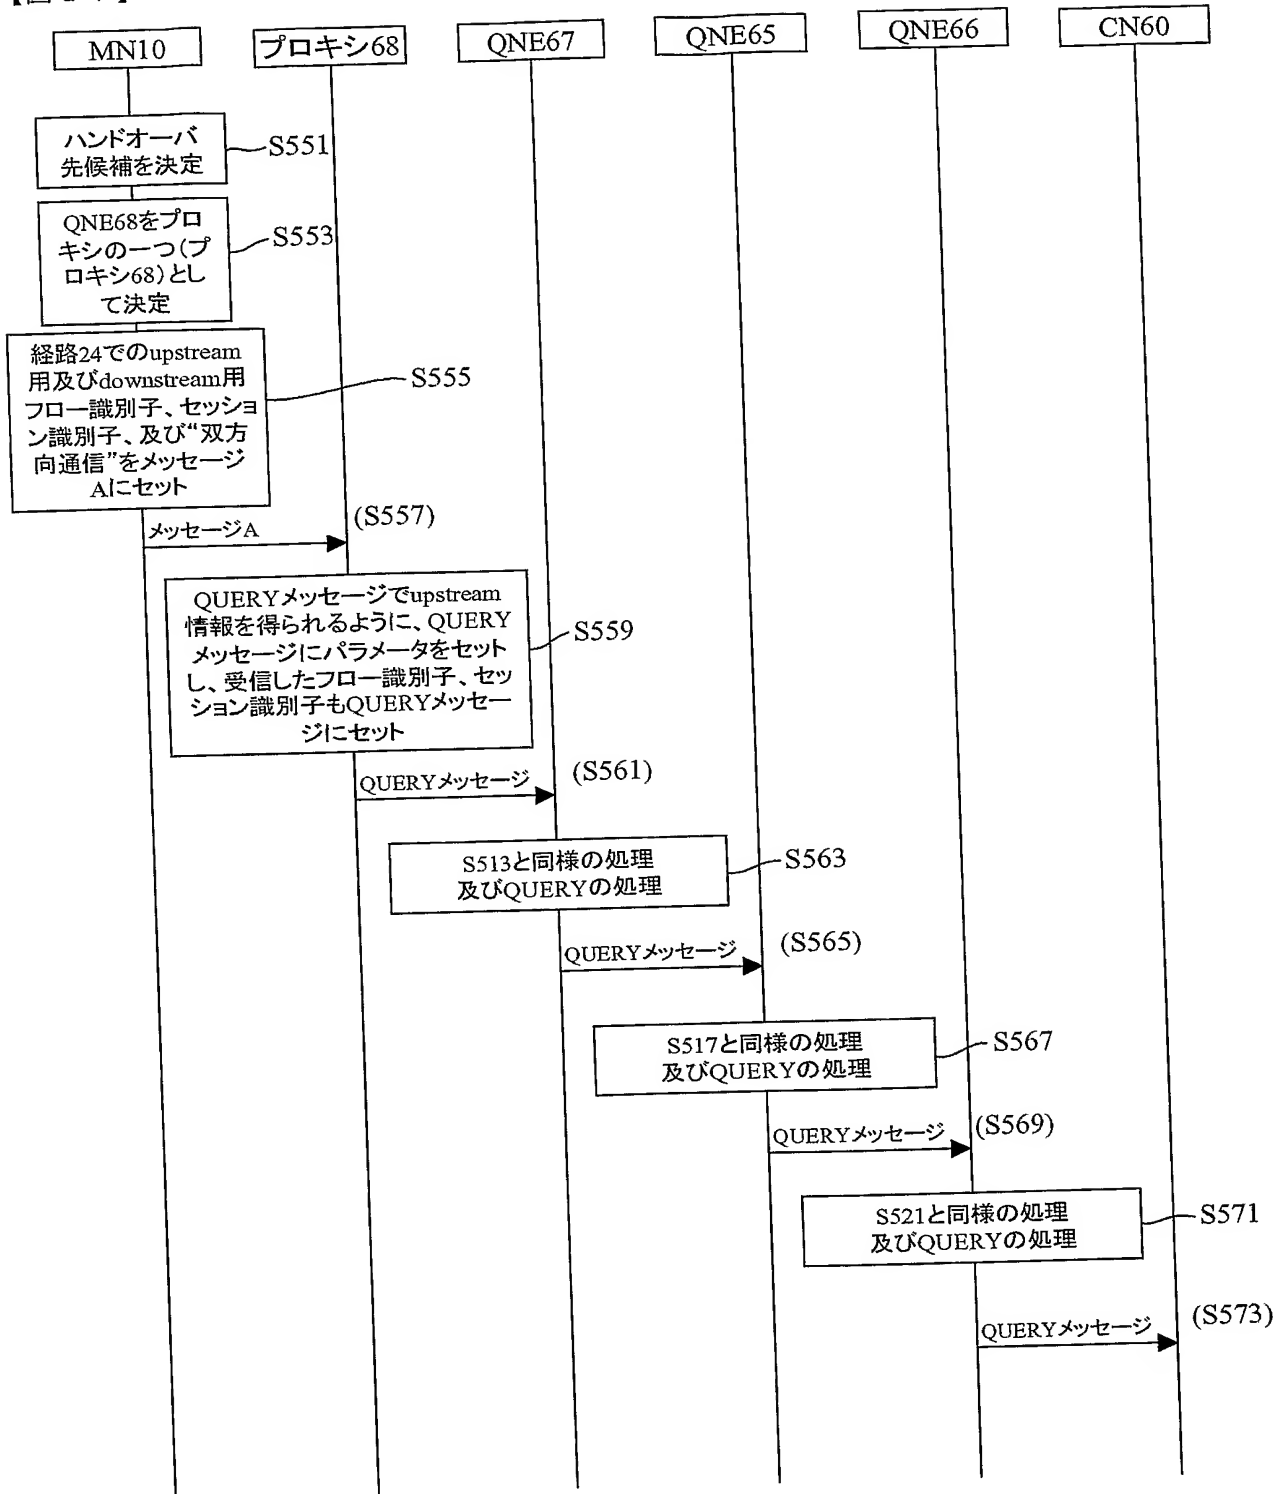 MN10
プロキシ68
QNE67
QNE65
QNE66
CN60
ハンドオーバ
先候補を決定
S551
QNE68をプロ
キシの一つ(プ
ロキシ68)とし
て決定
S553
経路24でのupstream
用及びdownstream用
フロー識別子、セッショ
ン識別子、及び“双方
向通信”をメッセージ
Aにセット
S555
メッセージA
(S557)
QUERYメッセージでupstream
情報を得られるように、QUERY
メッセージにパラメータをセット
し、受信したフロー識別子、セッ
ション識別子もQUERYメッセー
ジにセット
S559
QUERYメッセージ
(S561)
S513と同様の処理
及びQUERYの処理
S563
QUERYメッセージ
(S565)
S517と同様の処理
及びQUERYの処理
S567
QUERYメッセージ
(S569)
S521と同様の処理
及びQUERYの処理
S571
QUERYメッセージ
(S573)